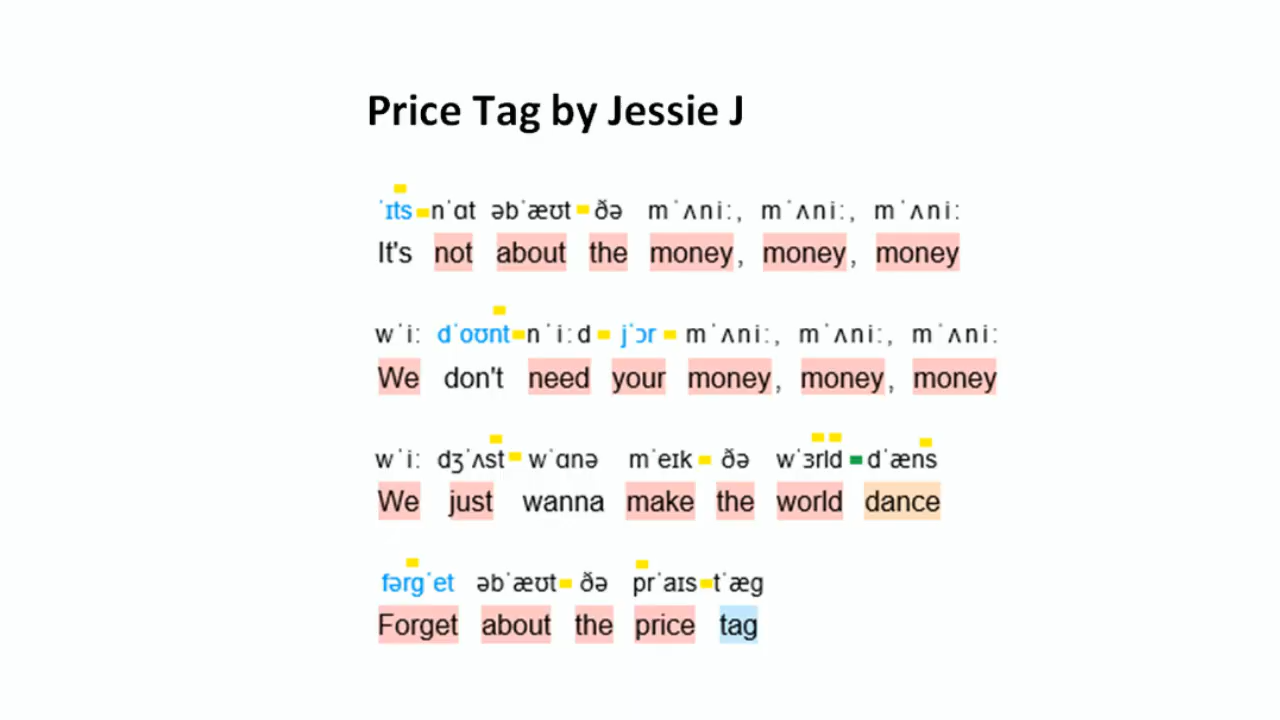 Price Tag by Jessie J
ˈɪts nˈɑt əbˈæʊt ðə mˈʌniː, mˈʌniː, mˈʌniː
It's not about the money, money, money
wˈiː dˈoʊnt nˈiːd jˈɔr mˈʌniː, mˈʌniː, mˈʌniː
We don't need your money, money, money
wˈiː dʒˈʌst wˈɑnə mˈeɪk ðə wˈɜrld dˈæns
We just wanna make the world dance
fərgˈet əbˈæʊt ðə prˈaɪs tˈæg
Forget about the price tag